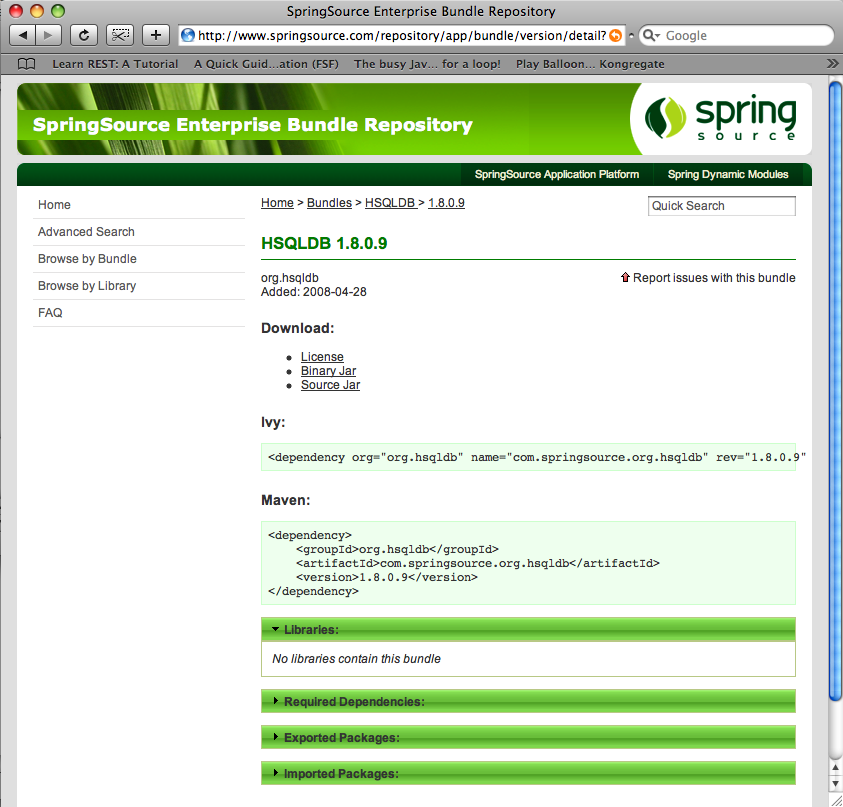 SpringSource Enterprise Bundle Repository
http://www.springsource.com/repository/app/bundle/version/detail?
Google
Learn REST: A Tutorial
A Quick Guid...ation (FSF)
The busy Jav... for a loop!
Play Balloon... Kongregate
SpringSource Enterprise Bundle Repository
spring
source
SpringSource Application Platform
Spring Dynamic Modules
Home
Advanced Search
Browse by Bundle
Browse by Library
FAQ
Home > Bundles > HSQLDB > 1.8.0.9
Quick Search
HSQLDB 1.8.0.9
org.hsqldb
Added: 2008-04-28
Report issues with this bundle
Download:
License
Binary Jar
Source Jar
Ivy:
<dependency org="org.hsqldb" name="com.springsource.org.hsqldb" rev="1.8.0.9"
Maven:
<dependency>
<groupId>org.hsqldb</groupId>
<artifactId>com.springsource.org.hsqldb</artifactId>
<version>1.8.0.9</version>
</dependency>
Libraries:
No libraries contain this bundle
Required Dependencies:
Exported Packages:
Imported Packages: